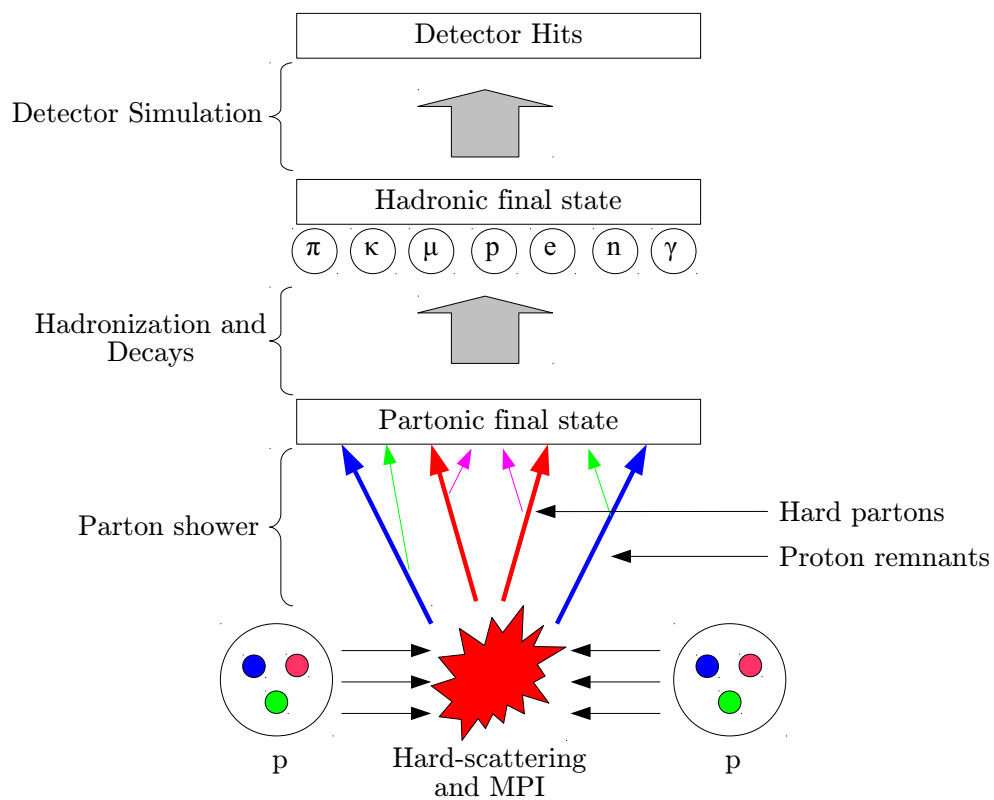 Detector Hits
Detector Simulation
Hadronic final state
π κ μ p e n γ
Hadronization and
Decays
Partonic final state
Parton shower
Hard partons
Proton remnants
p
Hard-scattering
and MPI
p